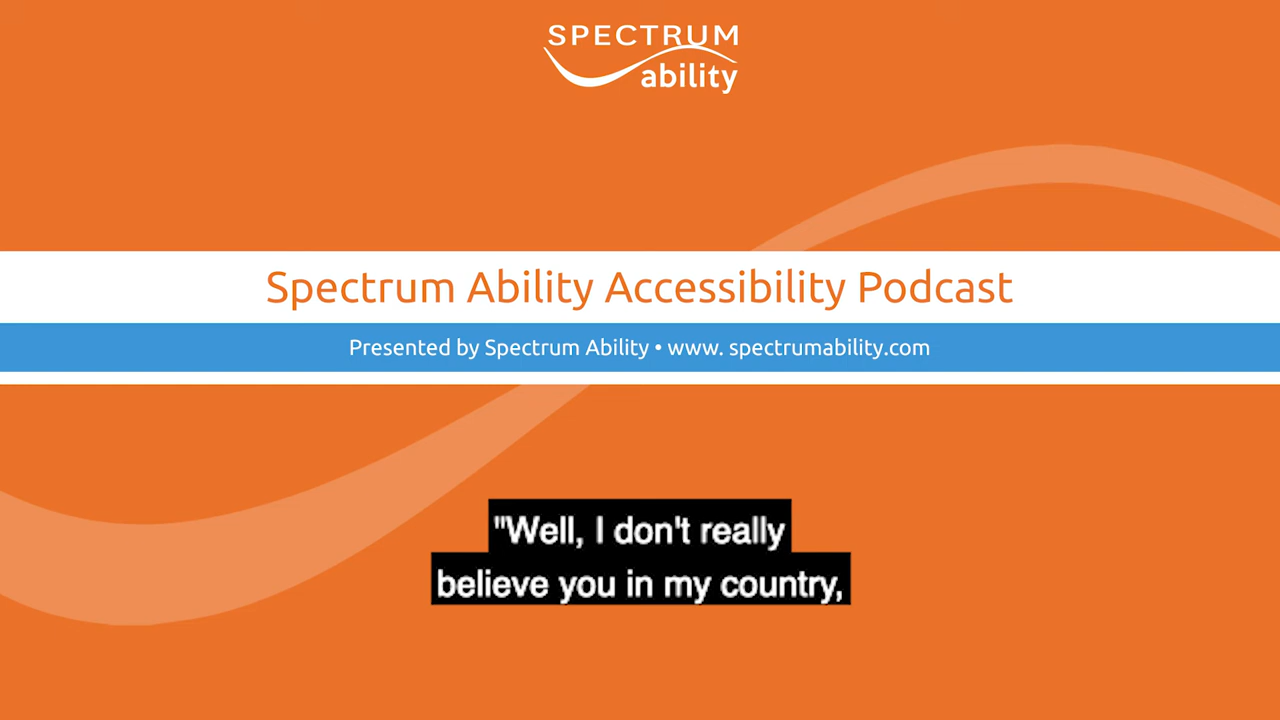 SPECTRUM
ability
Spectrum Ability Accessibility Podcast
Presented by Spectrum Ability • www. spectrumability.com
"Well, I don't really
believe you in my country,